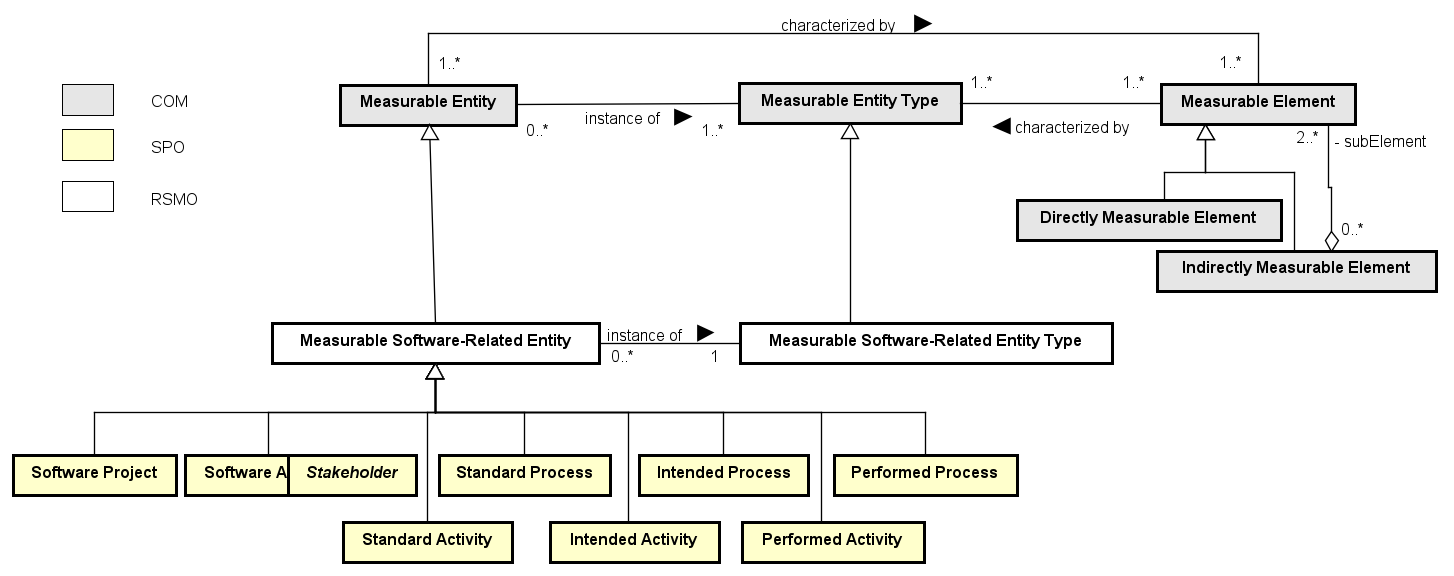 characterized by
1..*
1..*
COM
SPO
RSMO
Measurable Entity
Measurable Entity Type
Measurable Element
0..*
instance of
1..*
1..*
1..*
characterized by
2..*
- subElement
Directly Measurable Element
0..*
Indirectly Measurable Element
Measurable Software-Related Entity
instance of
0..*
1
Measurable Software-Related Entity Type
Software Project
Software A
Stakeholder
Standard Process
Intended Process
Performed Process
Standard Activity
Intended Activity
Performed Activity